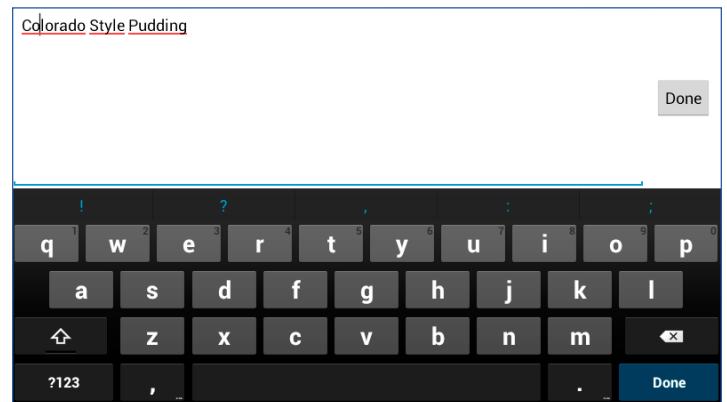 Colorado Style Pudding
Done
! ? , : ;
q 1 w 2 e 3 r 4 t 5 y 6 u 7 i 8 o 9 p 0
a s d f g h j k l
z x c v b n m
?123 , ... . ... Done